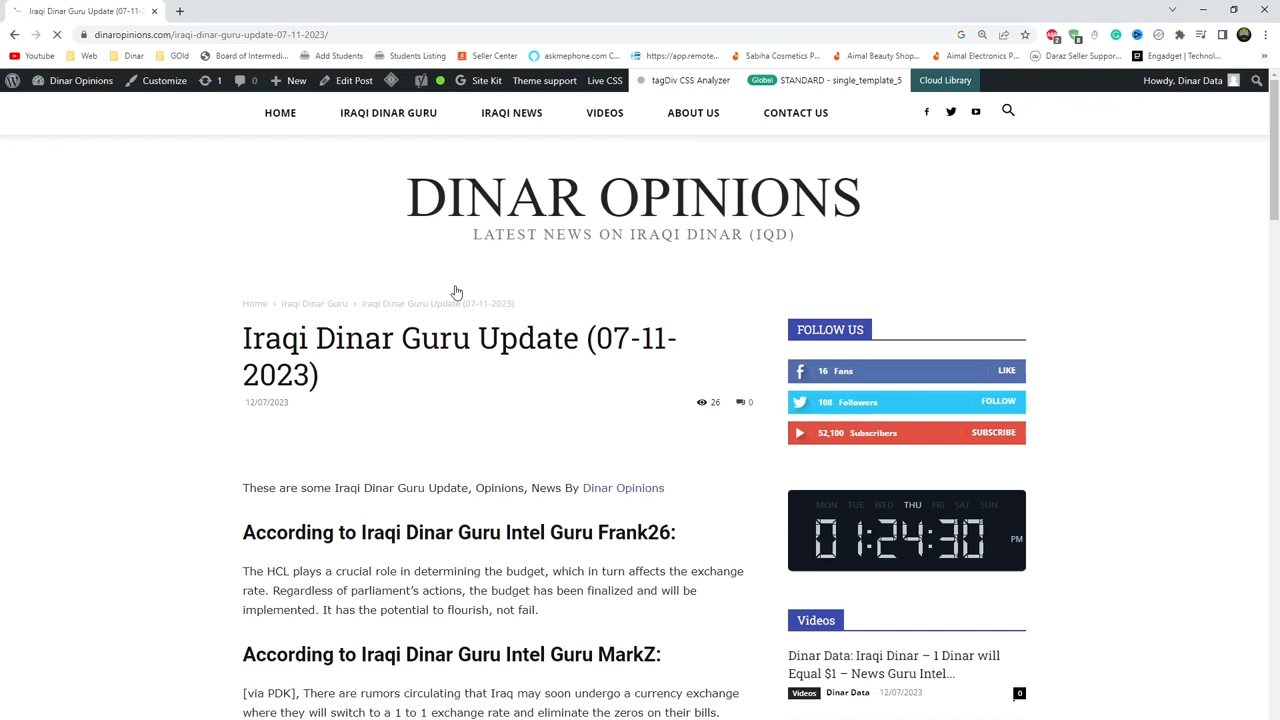 Iraqi Dinar Guru Update (07-11-2
dinaropinions.com/iraqi-dinar-guru-update-07-11-2023/
Youtube Web Dinar GOld Board of Intermedi... Add Students Students Listing Seller Center askmephone.com C... https://app.remote... Sabiha Cosmetics P... Aimal Beauty Shop... Aimal Electronics P... Daraz Seller Suppor... Engadget | Technol... »
Dinar Opinions Customize 1 0 New Edit Post Site Kit Theme support Live CSS tagDiv CSS Analyzer Global STANDARD - single_template_5 Cloud Library Howdy, Dinar Data
HOME IRAQI DINAR GURU IRAQI NEWS VIDEOS ABOUT US CONTACT US
DINAR OPINIONS
LATEST NEWS ON IRAQI DINAR (IQD)
Home › Iraqi Dinar Guru › Iraqi Dinar Guru Update (07-11-2023)
Iraqi Dinar Guru Update (07-11-
2023)
12/07/2023 26 0
These are some Iraqi Dinar Guru Update, Opinions, News By Dinar Opinions
According to Iraqi Dinar Guru Intel Guru Frank26:
The HCL plays a crucial role in determining the budget, which in turn affects the exchange
rate. Regardless of parliament's actions, the budget has been finalized and will be
implemented. It has the potential to flourish, not fail.
According to Iraqi Dinar Guru Intel Guru MarkZ:
[via PDK], There are rumors circulating that Iraq may soon undergo a currency exchange
where they will switch to a 1 to 1 exchange rate and eliminate the zeros on their bills.
FOLLOW US
16 Fans LIKE
108 Followers FOLLOW
52,100 Subscribers SUBSCRIBE
MON TUE WED THU FRI SAT SUN
01:24:30 PM
Videos
Dinar Data: Iraqi Dinar – 1 Dinar will
Equal $1 – News Guru Intel...
Videos Dinar Data - 12/07/2023 0